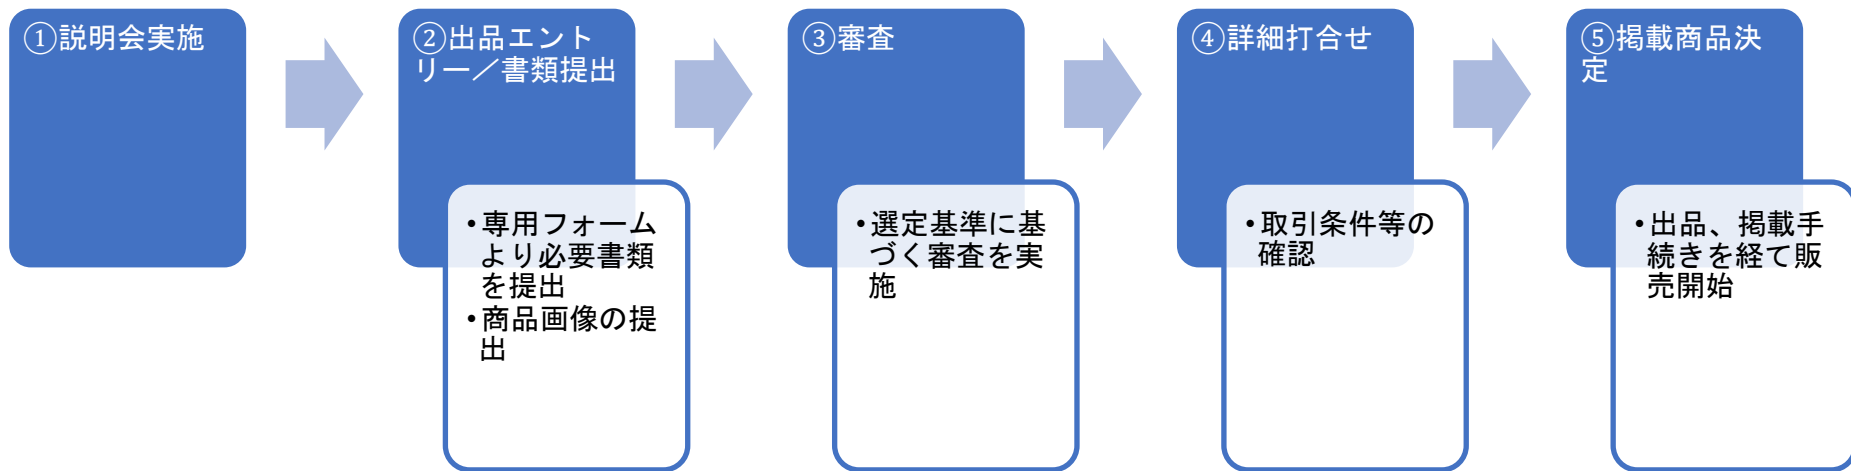 ①説明会実施
②出品エント
リー／書類提出
・専用フォーム
より必要書類
を提出
・商品画像の提
出
③審査
・選定基準に基
づく審査を実
施
④詳細打合せ
・取引条件等の
確認
⑤掲載商品決
定
・出品、掲載手
続きを経て販
売開始